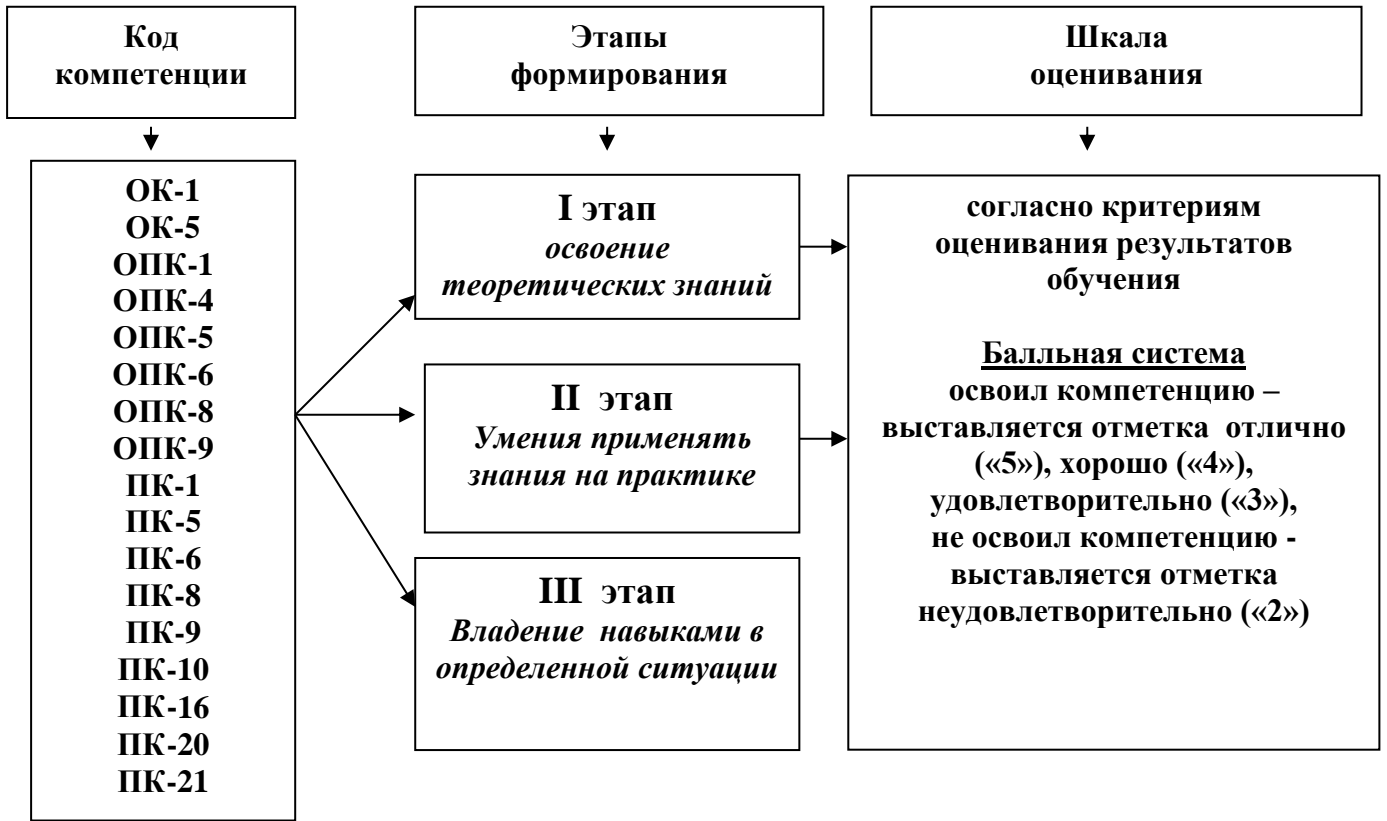 Код
компетенции
Этапы
формирования
Шкала
оценивания
ОК-1
ОК-5
ОПК-1
ОПК-4
ОПК-5
ОПК-6
ОПК-8
ОПК-9
ПК-1
ПК-5
ПК-6
ПК-8
ПК-9
ПК-10
ПК-16
ПК-20
ПК-21
I этап
освоение
теоретических знаний
II этап
Умения применять
знания на практике
III этап
Владение навыками в
определенной ситуации
согласно критериям
оценивания результатов
обучения
Балльная система
освоил компетенцию –
выставляется отметка отлично
(«5»), хорошо («4»),
удовлетворительно («3»),
не освоил компетенцию -
выставляется отметка
неудовлетворительно («2»)